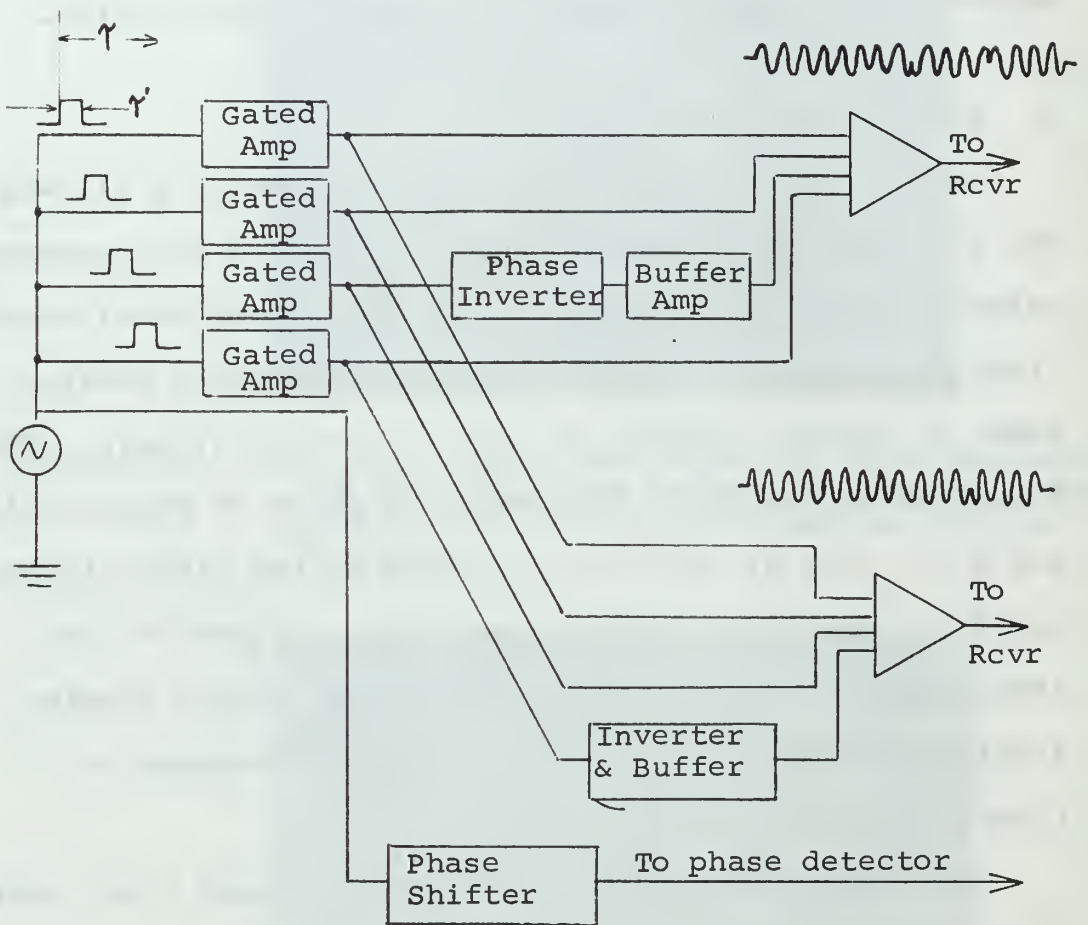 τ
τ'
Gated
Amp
To
Rcvr
Gated
Amp
Gated
Amp
Phase
Inverter
Buffer
Amp
Gated
Amp
To
Rcvr
Inverter
& Buffer
Phase
Shifter
To phase detector